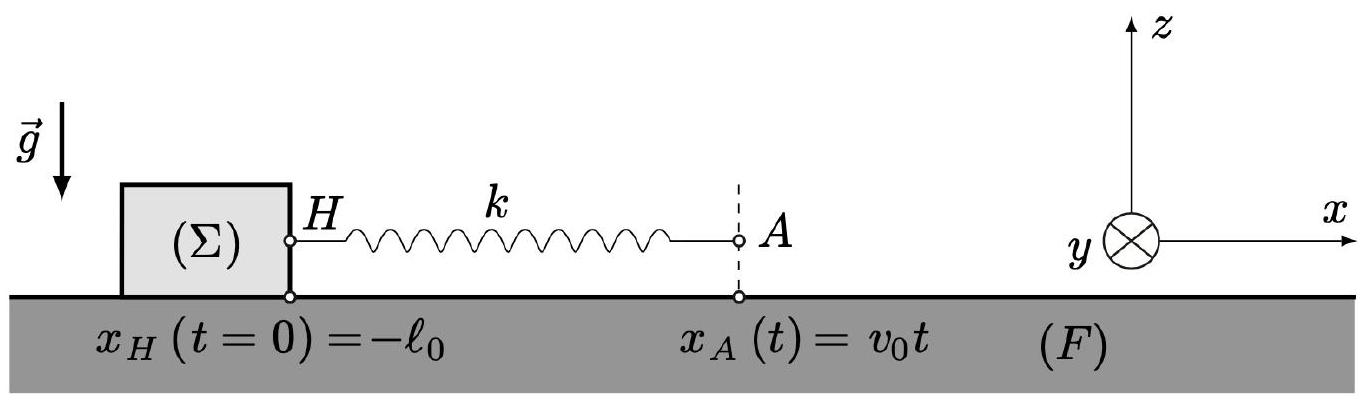 z
g⃗
H
k
(Σ)
A
y
x
x_H (t = 0) = −ℓ₀
x_A (t) = v₀t
(F)